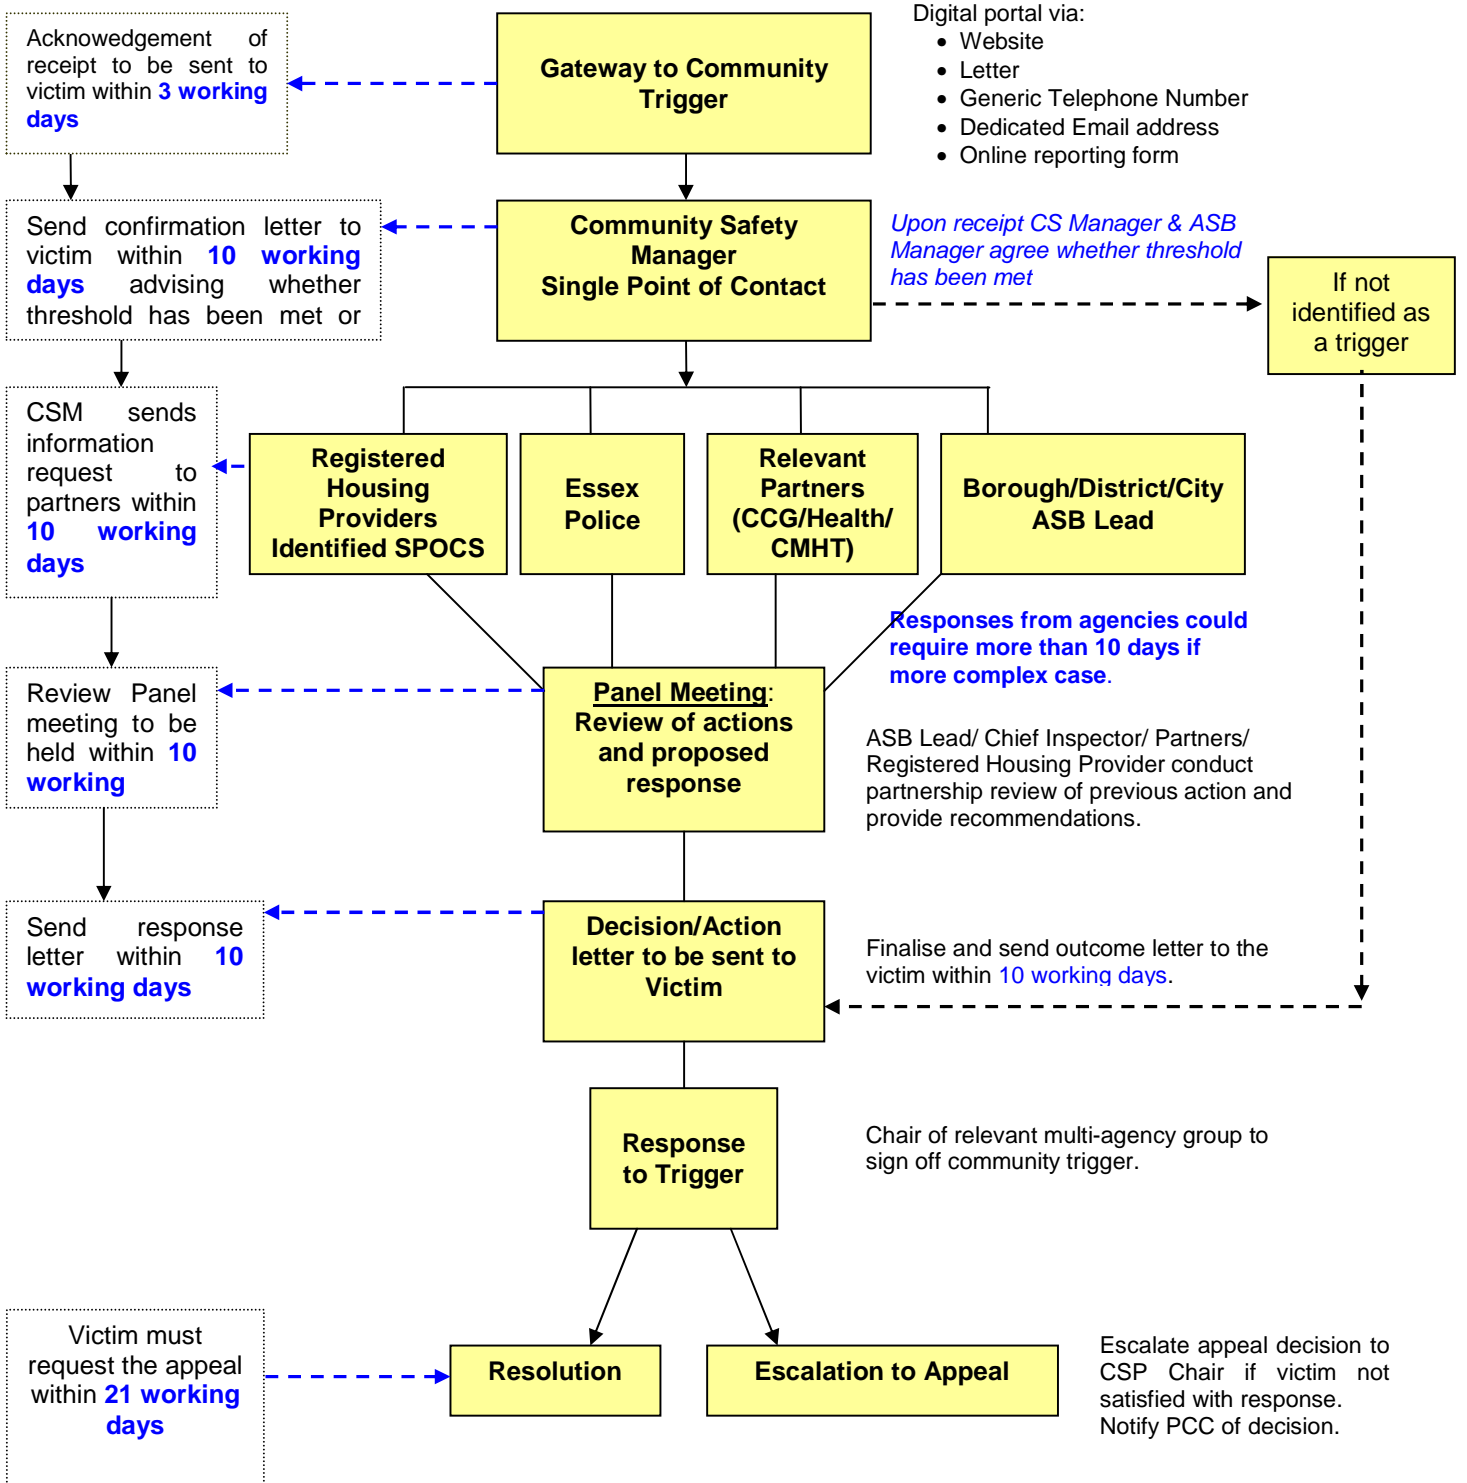 Acknowedgement of
receipt to be sent to
victim within 3 working
days
Gateway to Community
Trigger
Digital portal via:
• Website
• Letter
• Generic Telephone Number
• Dedicated Email address
• Online reporting form
Send confirmation letter to
victim within 10 working
days advising whether
threshold has been met or
Community Safety
Manager
Single Point of Contact
Upon receipt CS Manager & ASB
Manager agree whether threshold
has been met
If not
identified as
a trigger
CSM sends
information
request to
partners within
10 working
days
Registered
Housing
Providers
Identified SPOCS
Essex
Police
Relevant
Partners
(CCG/Health/
CMHT)
Borough/District/City
ASB Lead
Responses from agencies could
require more than 10 days if
more complex case.
Review Panel
meeting to be
held within 10
working
Panel Meeting:
Review of actions
and proposed
response
ASB Lead/ Chief Inspector/ Partners/
Registered Housing Provider conduct
partnership review of previous action and
provide recommendations.
Send response
letter within 10
working days
Decision/Action
letter to be sent to
Victim
Finalise and send outcome letter to the
victim within 10 working days.
Response
to Trigger
Chair of relevant multi-agency group to
sign off community trigger.
Victim must
request the appeal
within 21 working
days
Resolution
Escalation to Appeal
Escalate appeal decision to
CSP Chair if victim not
satisfied with response.
Notify PCC of decision.